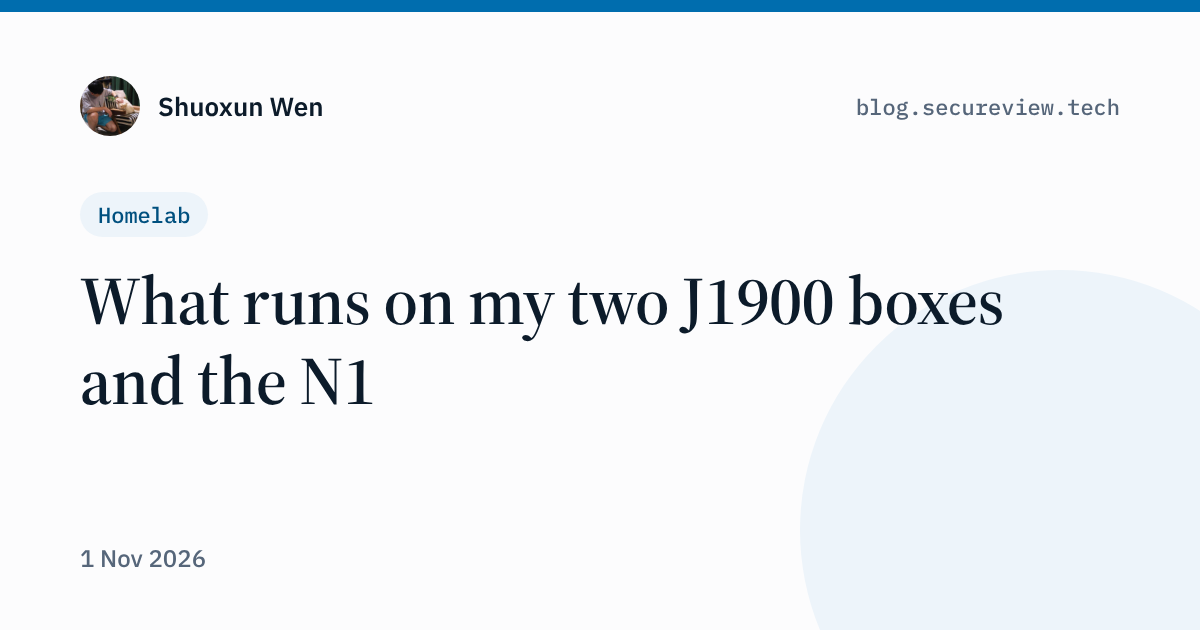 Shuoxun Wen
blog.secureview.tech
Homelab
What runs on my two J1900 boxes
and the N1
1 Nov 2026